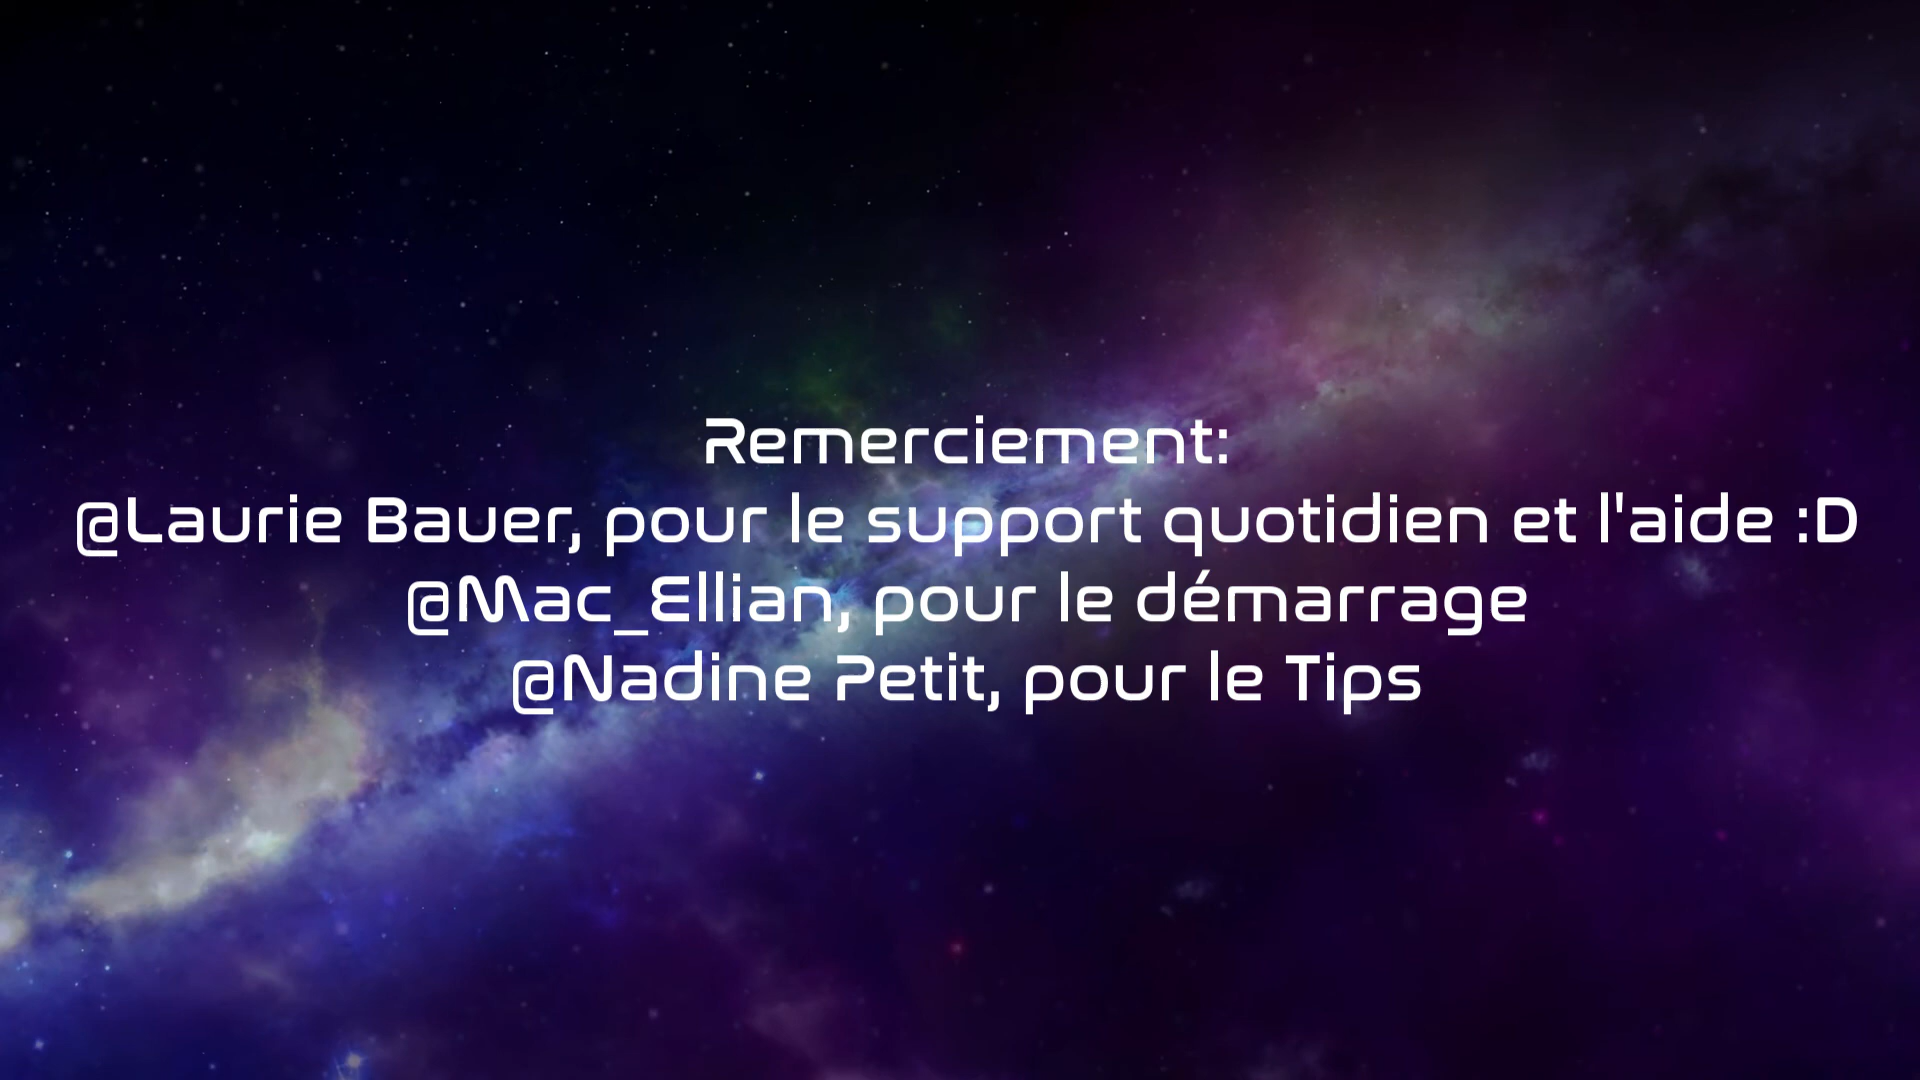 Remerciement:
@Laurie Bauer, pour le support quotidien et l'aide :D
@Mac_Ellian, pour le démarrage
@Nadine Petit, pour le Tips